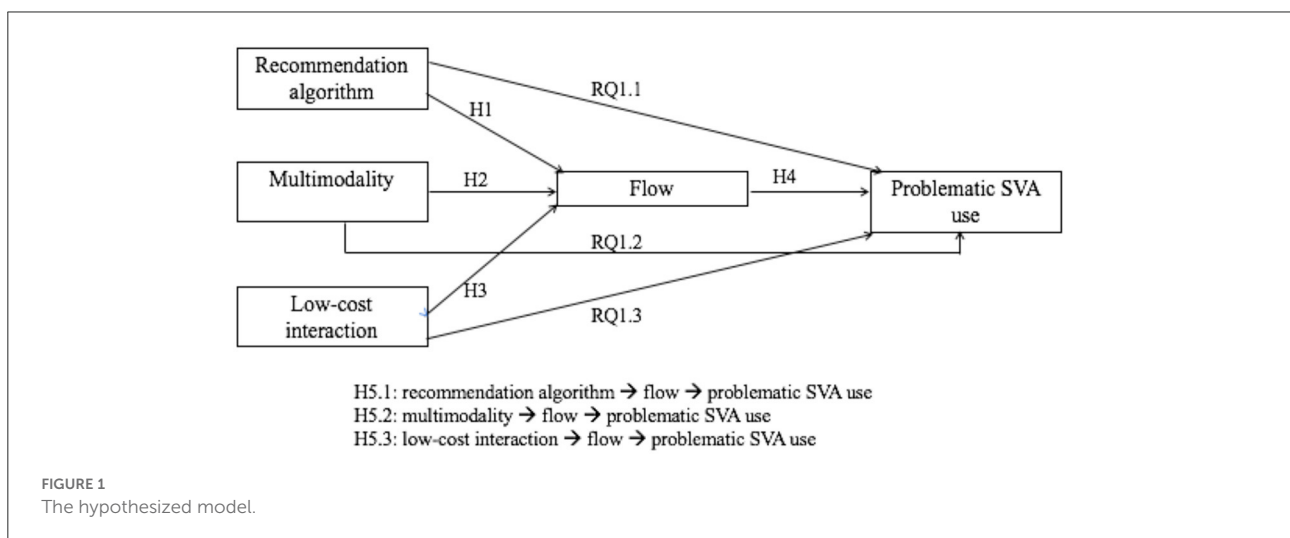 Recommendation
algorithm
RQ1.1
H1
Multimodality
H2
Flow
H4
Problematic SVA
use
RQ1.2
H3
Low-cost
interaction
RQ1.3
H5.1: recommendation algorithm → flow → problematic SVA use
H5.2: multimodality → flow → problematic SVA use
H5.3: low-cost interaction → flow → problematic SVA use
FIGURE 1
The hypothesized model.